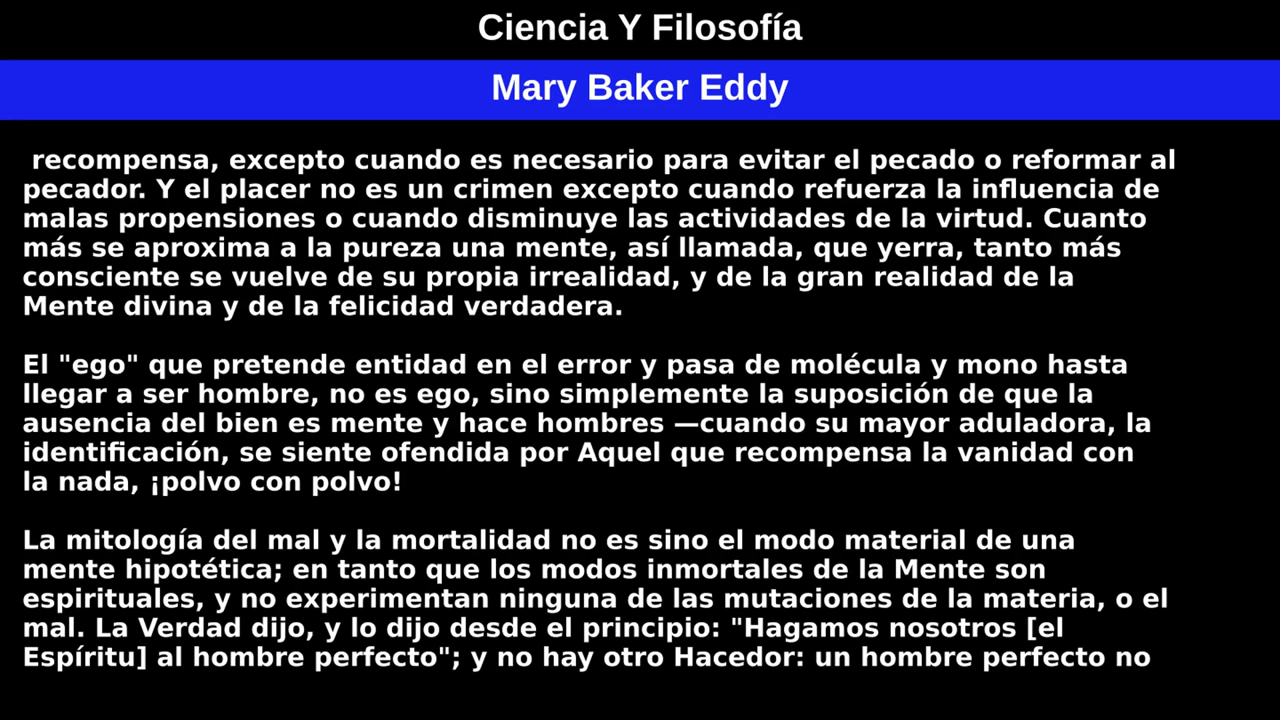 Ciencia Y Filosofía
Mary Baker Eddy
recompensa, excepto cuando es necesario para evitar el pecado o reformar al
pecador. Y el placer no es un crimen excepto cuando refuerza la influencia de
malas propensiones o cuando disminuye las actividades de la virtud. Cuanto
más se aproxima a la pureza una mente, así llamada, que yerra, tanto más
consciente se vuelve de su propia irrealidad, y de la gran realidad de la
Mente divina y de la felicidad verdadera.
El "ego" que pretende entidad en el error y pasa de molécula y mono hasta
llegar a ser hombre, no es ego, sino simplemente la suposición de que la
ausencia del bien es mente y hace hombres —cuando su mayor aduladora, la
identificación, se siente ofendida por Aquel que recompensa la vanidad con
la nada, ¡polvo con polvo!
La mitología del mal y la mortalidad no es sino el modo material de una
mente hipotética; en tanto que los modos inmortales de la Mente son
espirituales, y no experimentan ninguna de las mutaciones de la materia, o el
mal. La Verdad dijo, y lo dijo desde el principio: "Hagamos nosotros [el
Espíritu] al hombre perfecto"; y no hay otro Hacedor: un hombre perfecto no